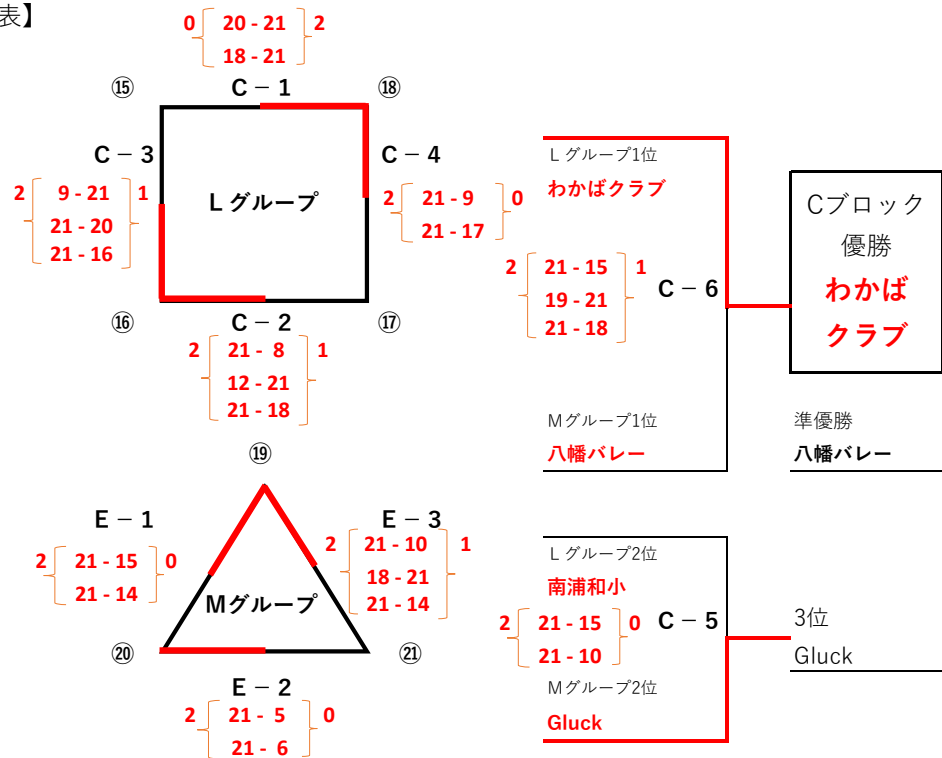 表】
0 20 - 21 2
18 - 21
⑮ C－1 ⑱
C－3 C－4
2 9 - 21 1
21 - 20
21 - 16
Lグループ
2 21 - 9 0
21 - 17
⑯ C－2 ⑰
2 21 - 8 1
12 - 21
21 - 18
⑲
E－1 E－3
2 21 - 15 0
21 - 14
2 21 - 10 1
18 - 21
21 - 14
Mグループ
⑳ ㉑
E－2
2 21 - 5 0
21 - 6
Lグループ1位
わかばクラブ
2 21 - 15 1
19 - 21
21 - 18
C－6
Mグループ1位
八幡バレー
Cブロック
優勝
わかば
クラブ
準優勝
八幡バレー
Lグループ2位
南浦和小
2 21 - 15 0
21 - 10
C－5
Mグループ2位
Gluck
3位
Gluck